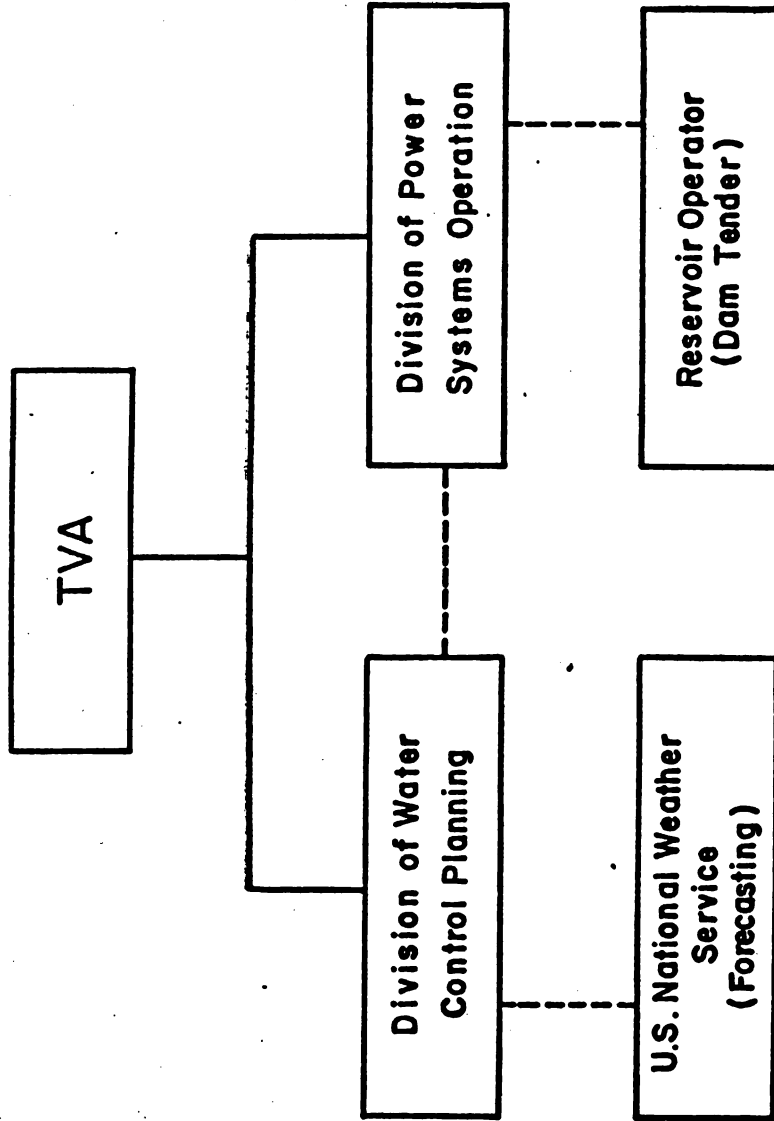 TVA
Division of Water
Control Planning
Division of Power
Systems Operation
U.S. National Weather
Service
(Forecasting)
Reservoir Operator
(Dam Tender)